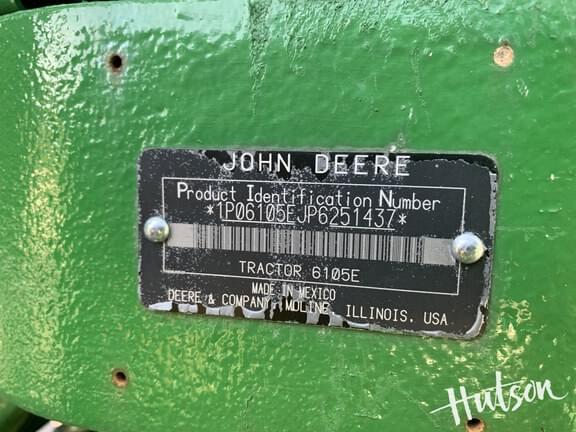 JOHN DEERE
Product Identification Number
*1P06105EJP6251437*
TRACTOR 6105E
MADE IN MEXICO
DEERE & COMPANY MOLINE, ILLINOIS, USA
Hutson